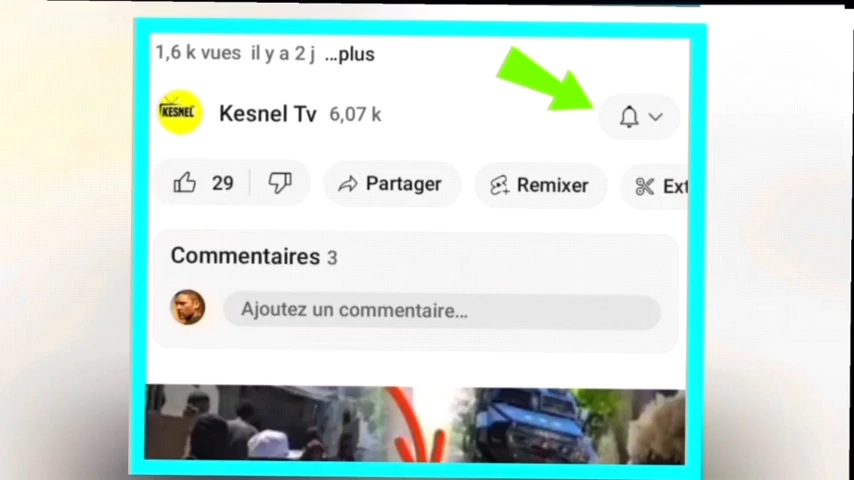 1,6 k vues il y a 2 j ...plus
KESNEL
Kesnel Tv 6,07 k
29
Partager
Remixer
Ext
Commentaires 3
Ajoutez un commentaire...